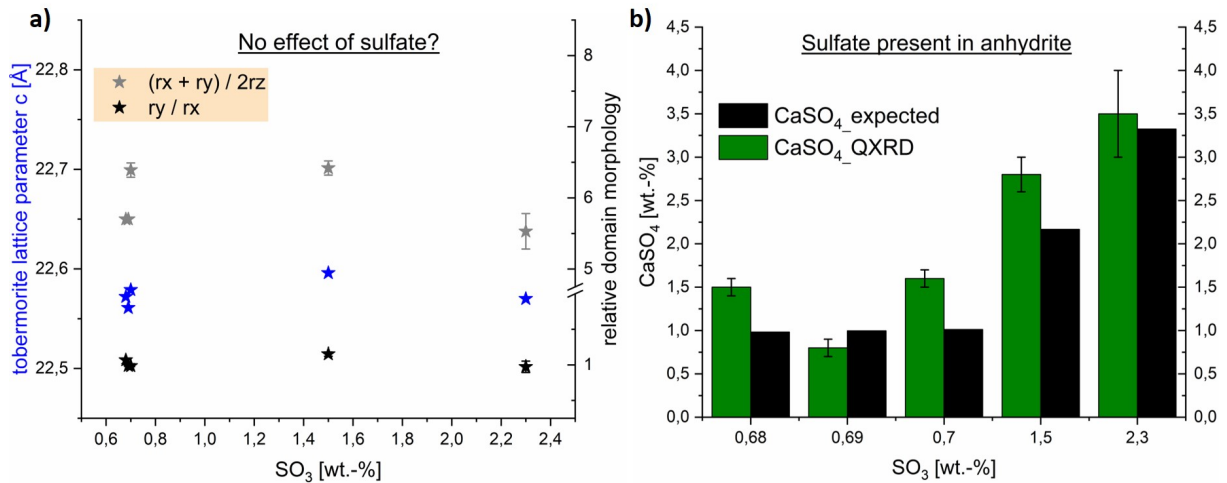 a)
No effect of sulfate?
(rx + ry) / 2rz
ry / rx
tobermorite lattice parameter c [Å]
22,8
22,7
22,6
22,5
8
7
6
5
1
relative domain morphology
0,6 0,8 1,0 1,2 1,4 1,6 1,8 2,0 2,2 2,4
SO₃ [wt.-%]
b)
Sulfate present in anhydrite
CaSO₄_expected
CaSO₄_QXRD
CaSO₄ [wt.-%]
4,5 4,5
4,0 4,0
3,5 3,5
3,0 3,0
2,5 2,5
2,0 2,0
1,5 1,5
1,0 1,0
0,5 0,5
0,0 0,0
0,68 0,69 0,7 1,5 2,3
SO₃ [wt.-%]